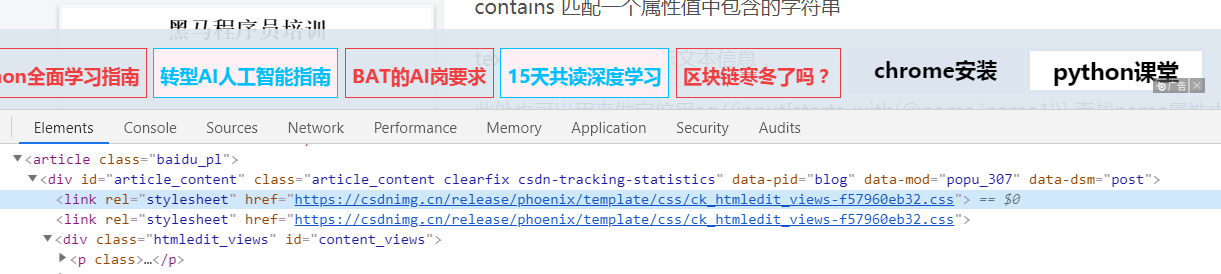 黑马程序员培训
contains 匹配一个属性值中包含的字符串
hon全面学习指南 转型AI人工智能指南 BAT的AI岗要求 15天共读深度学习 区块链寒冬了吗？ chrome安装 python课堂
广告
Elements Console Sources Network Performance Memory Application Security Audits
<article class="baidu_pl">
<div id="article_content" class="article_content clearfix csdn-tracking-statistics" data-pid="blog" data-mod="popu_307" data-dsm="post">
<link rel="stylesheet" href="https://csdnimg.cn/release/phoenix/template/css/ck_htmledit_views-f57960eb32.css"> == $0
<link rel="stylesheet" href="https://csdnimg.cn/release/phoenix/template/css/ck_htmledit_views-f57960eb32.css">
<div class="htmledit_views" id="content_views">
<p class>…</p>